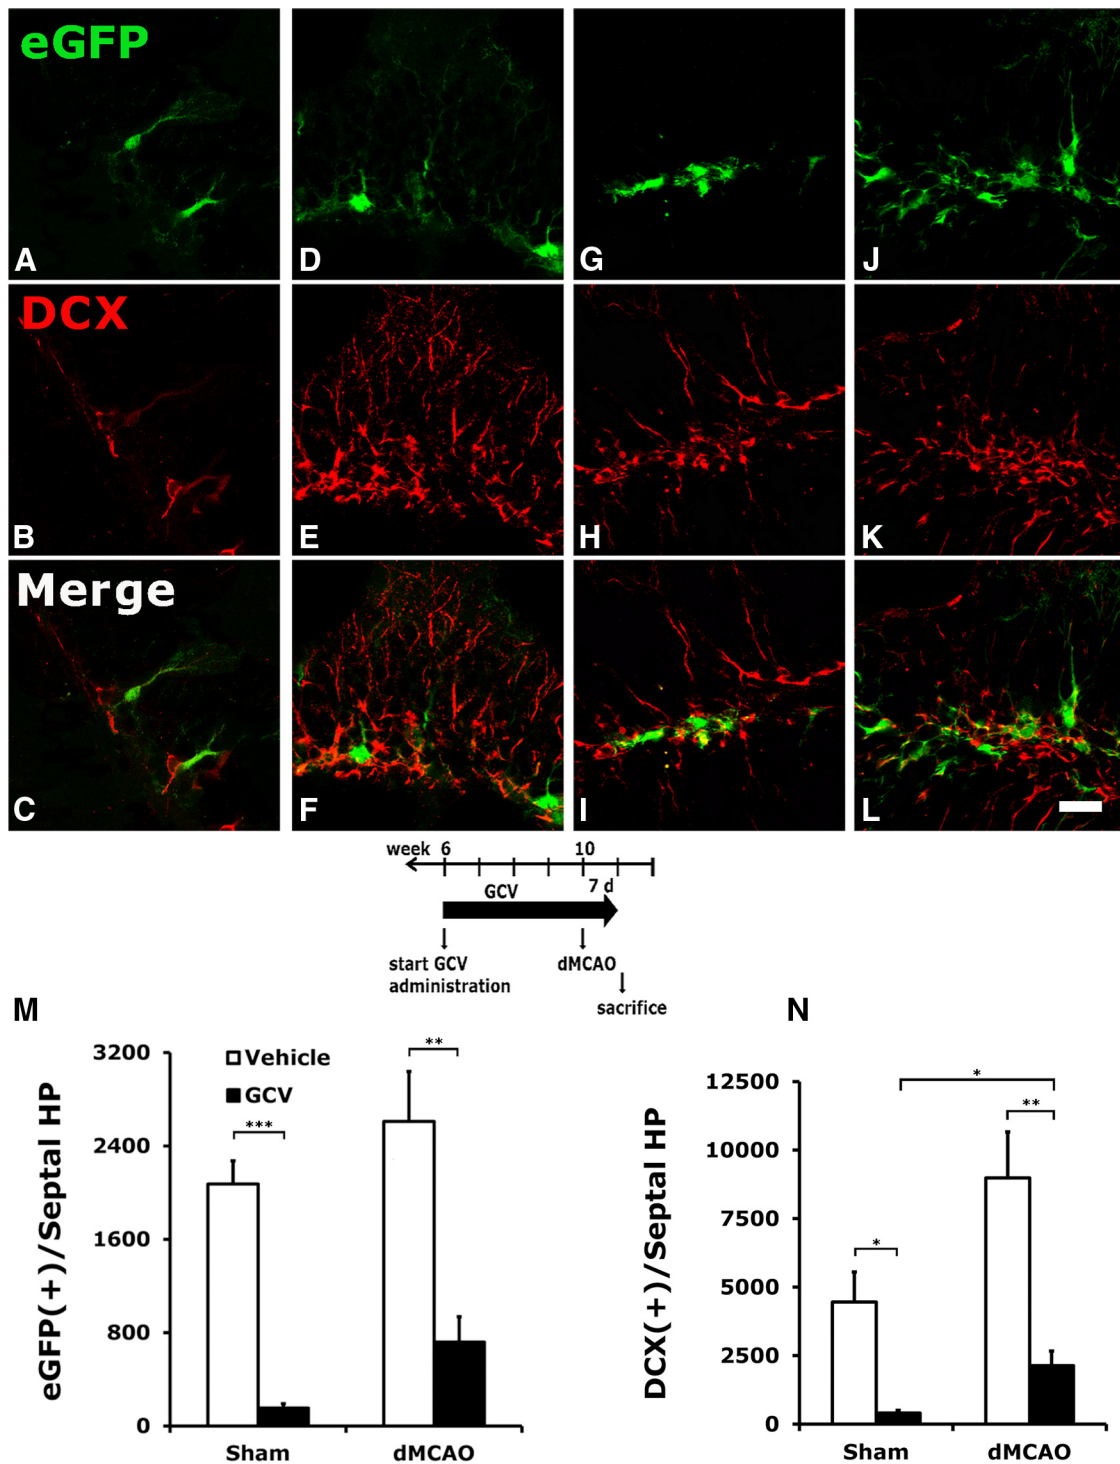 eGFP
A
D
G
J
DCX
B
E
H
K
Merge
C
F
I
L
week 6 10
GCV 7 d
start GCV administration
dMCAO
sacrifice
M
eGFP(+)/Septal HP
3200
2400
1600
800
0
Vehicle
GCV
***
**
Sham
dMCAO
N
DCX(+)/Septal HP
12500
10000
7500
5000
2500
0
*
*
**
Sham
dMCAO